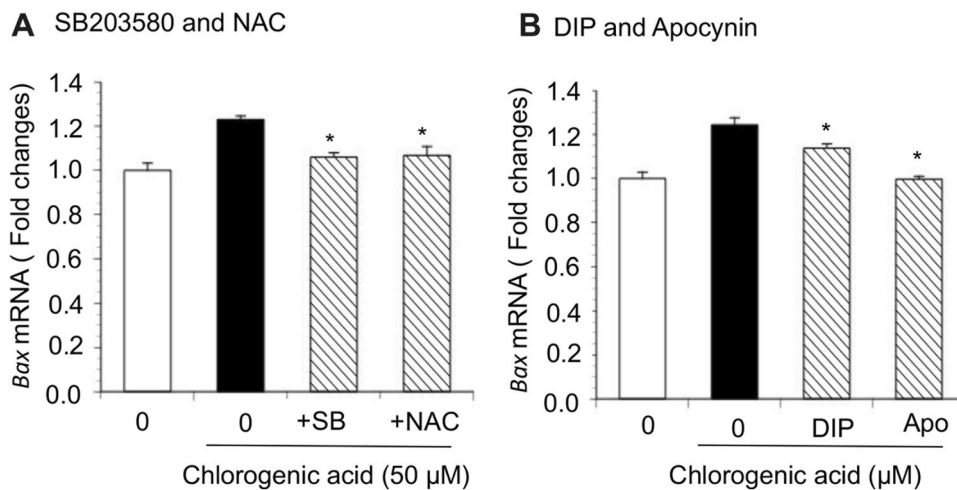 A SB203580 and NAC
Bax mRNA ( Fold changes)
1.4
1.2
1.0
0.8
0.6
0.4
0.2
0.0
* *
0 0 +SB +NAC
Chlorogenic acid (50 µM)
B DIP and Apocynin
Bax mRNA ( Fold changes)
1.4
1.2
1.0
0.8
0.6
0.4
0.2
0.0
*
*
0 0 DIP Apo
Chlorogenic acid (µM)